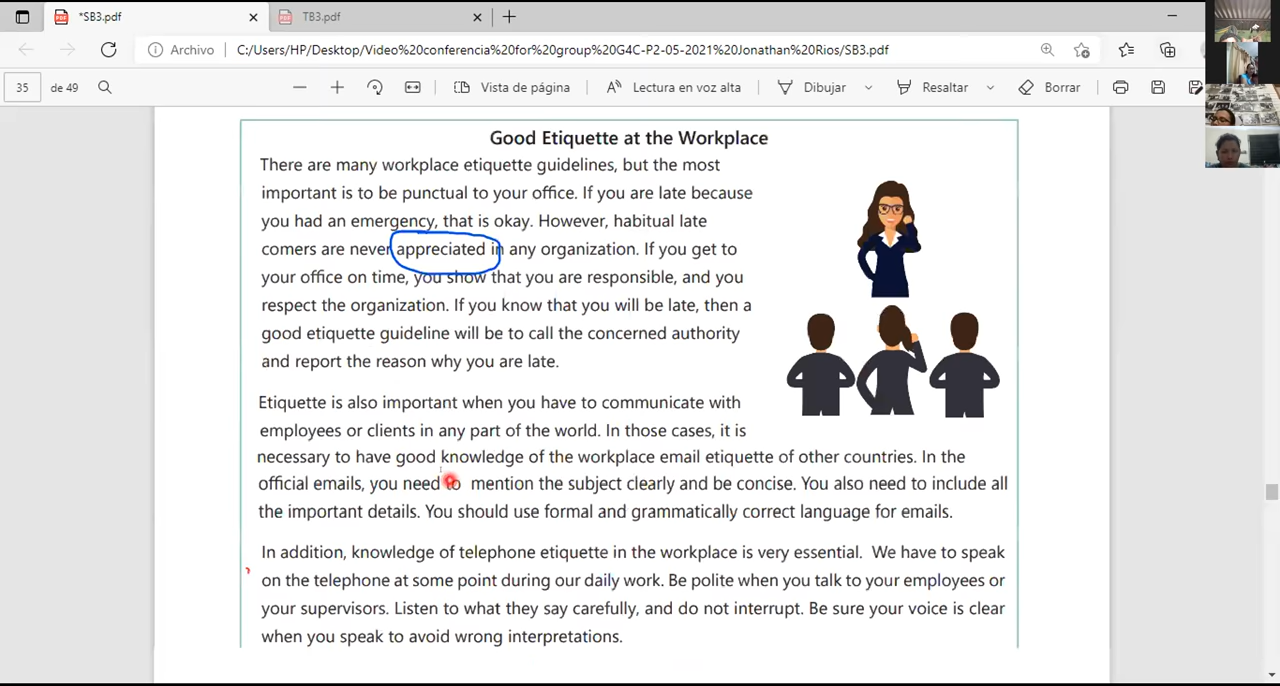 *SB3.pdf
TB3.pdf
Archivo
C:/Users/HP/Desktop/Video%20conferencia%20for%20group%20G4C-P2-05-2021%20Jonathan%20Rios/SB3.pdf
35
de 49
Vista de página
Lectura en voz alta
Dibujar
Resaltar
Borrar
Good Etiquette at the Workplace
There are many workplace etiquette guidelines, but the most
important is to be punctual to your office. If you are late because
you had an emergency, that is okay. However, habitual late
comers are never appreciated in any organization. If you get to
your office on time, you show that you are responsible, and you
respect the organization. If you know that you will be late, then a
good etiquette guideline will be to call the concerned authority
and report the reason why you are late.
Etiquette is also important when you have to communicate with
employees or clients in any part of the world. In those cases, it is
necessary to have good knowledge of the workplace email etiquette of other countries. In the
official emails, you need to mention the subject clearly and be concise. You also need to include all
the important details. You should use formal and grammatically correct language for emails.
In addition, knowledge of telephone etiquette in the workplace is very essential. We have to speak
on the telephone at some point during our daily work. Be polite when you talk to your employees or
your supervisors. Listen to what they say carefully, and do not interrupt. Be sure your voice is clear
when you speak to avoid wrong interpretations.